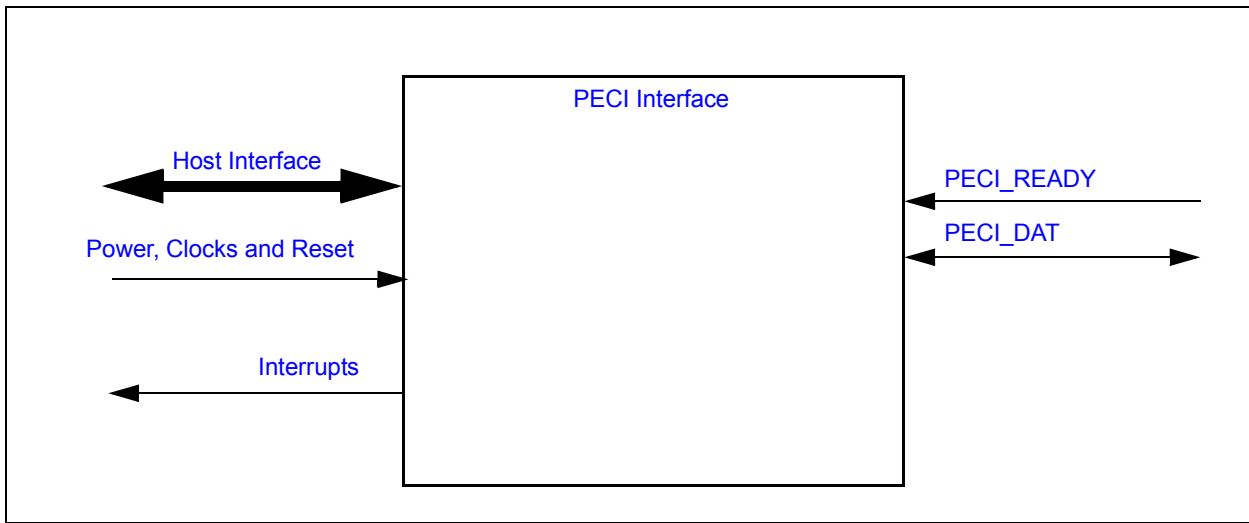 PECI Interface
Host Interface
Power, Clocks and Reset
Interrupts
PECI_READY
PECI_DAT